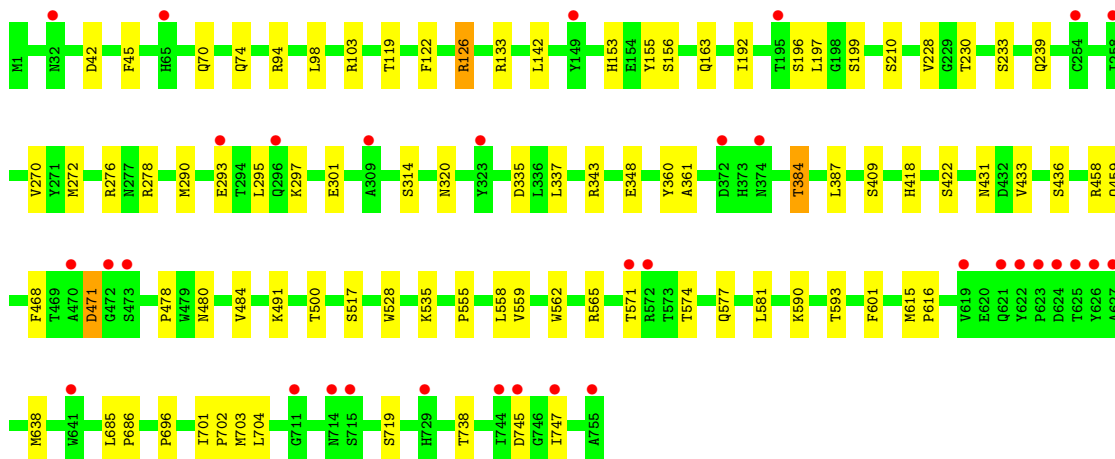 M1 N32 D42 F45 H65 Q70 Q74 R94 L98 R103 T119 F122 R126 R133 L142 Y149 H153 E154 Y155 S156 Q163 I192 T195 S196 L197 G198 S199 S210 V228 G229 T230 S233 Q239 C254
V270 Y271 M272 R276 N277 R278 M290 E293 T294 L295 Q296 K297 E301 A309 S314 N320 Y323 D335 L336 L337 R343 E348 Y360 A361 D372 H373 N374 T384 L387 S409 H418 S422 N431 D432 V433 S436 R458
F468 T469 A470 D471 G472 S473 P478 W479 N480 V484 K491 T500 S517 W528 K535 P555 L558 V559 W562 R565 T571 R572 T573 T574 Q577 L581 K590 T593 F601 M615 P616 V619 E620 Q621 Y622 P623 D624 T625 Y626
M638 W641 L685 P686 P696 I701 P702 M703 L704 G711 N714 S715 S719 H729 T738 I744 D745 G746 I747 A755